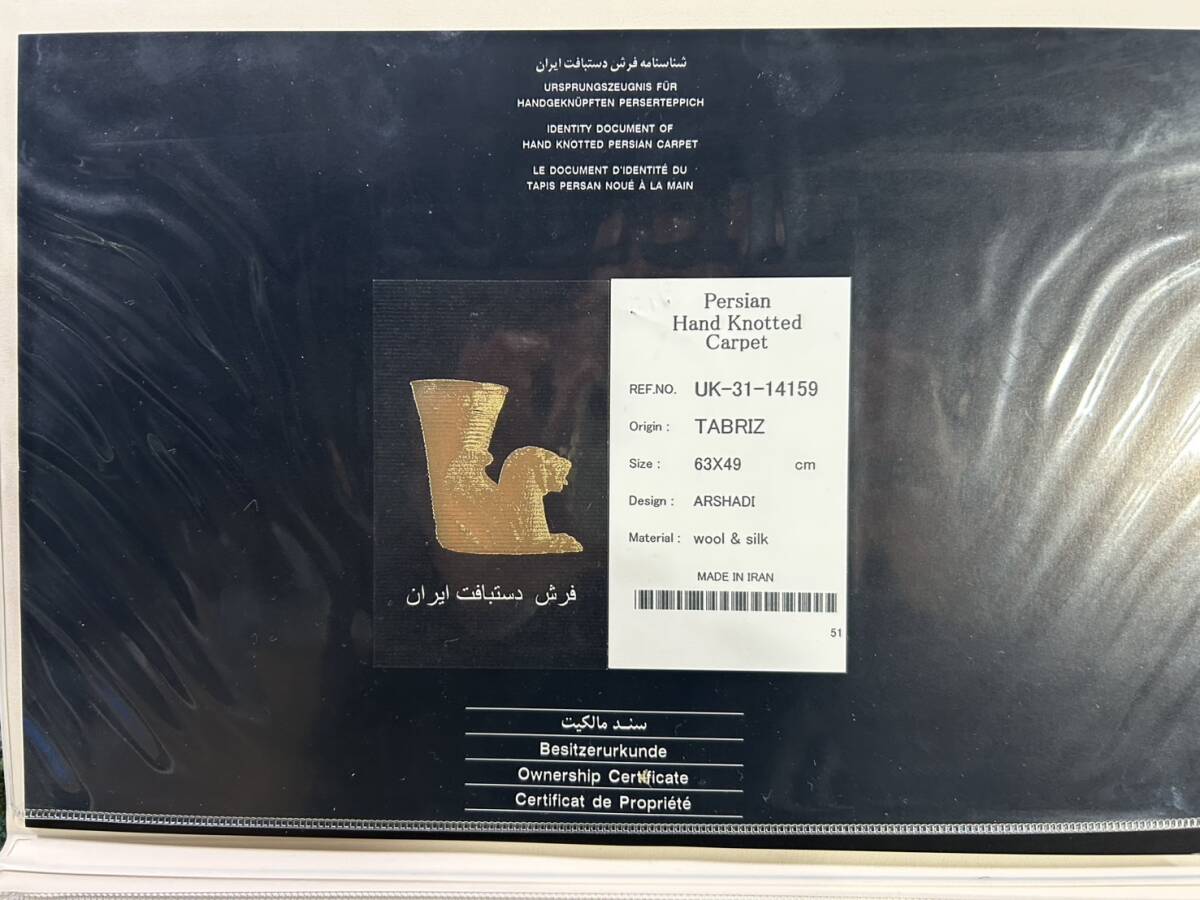 شناسنامه فرش دستبافت ایران
URSPRUNGSZEUGNIS FÜR
HANDGEKNÜPFTEN PERSERTEPPICH
IDENTITY DOCUMENT OF
HAND KNOTTED PERSIAN CARPET
LE DOCUMENT D'IDENTITÉ DU
TAPIS PERSAN NOUÉ À LA MAIN
فرش دستبافت ایران
Persian
Hand Knotted
Carpet
REF.NO. UK-31-14159
Origin : TABRIZ
Size : 63X49 cm
Design : ARSHADI
Material : wool & silk
MADE IN IRAN
51
سند مالکیت
Besitzerurkunde
Ownership Certificate
Certificat de Propriété